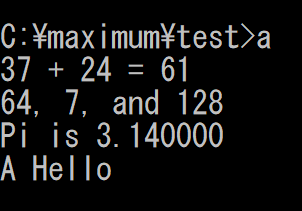 C:¥maximum¥test>a
37 + 24 = 61
64, 7, and 128
Pi is 3.140000
A Hello